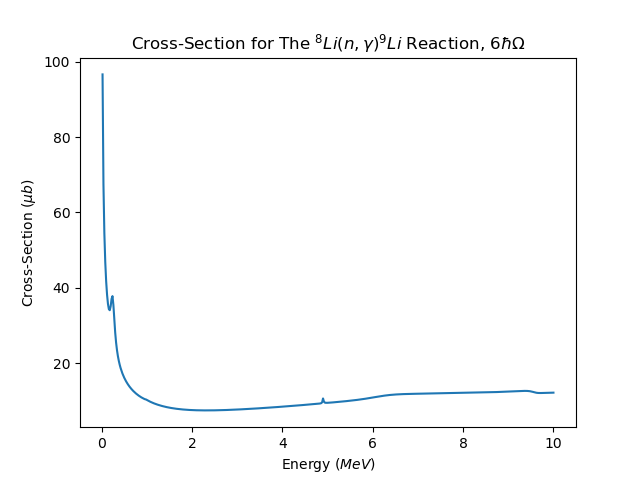 Cross-Section for The ⁸Li(n, γ)⁹Li Reaction, 6ℏΩ
100
80
60
40
20
Cross-Section (μb)
0 2 4 6 8 10
Energy (MeV)